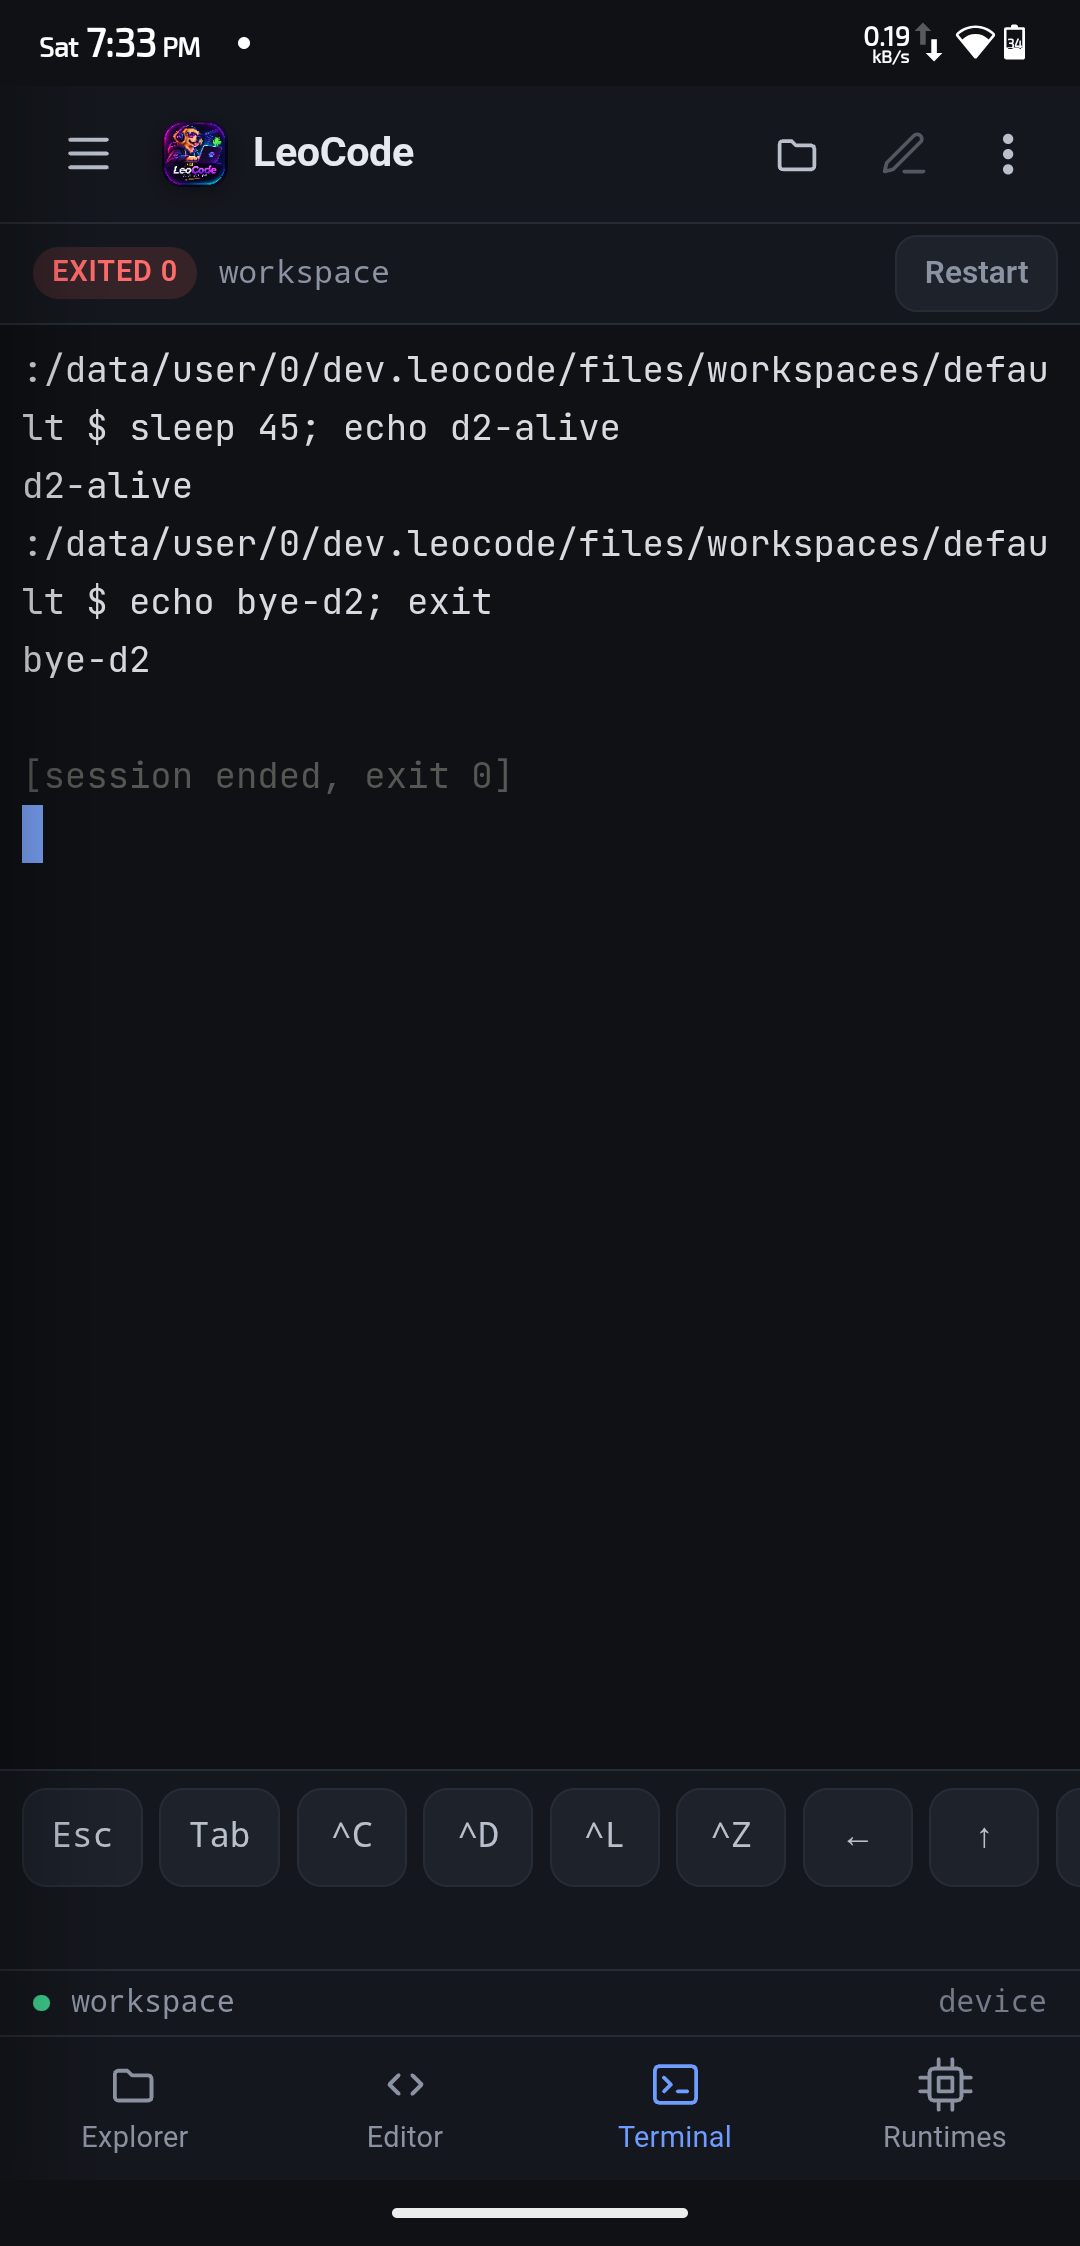 Sat 7:33 PM
0.19 kB/s
34
LeoCode
LeoCode
EXITED 0 workspace Restart
:/data/user/0/dev.leocode/files/workspaces/defau
lt $ sleep 45; echo d2-alive
d2-alive
:/data/user/0/dev.leocode/files/workspaces/defau
lt $ echo bye-d2; exit
bye-d2
[session ended, exit 0]
Esc Tab ^C ^D ^L ^Z ← ↑
workspace device
Explorer Editor Terminal Runtimes